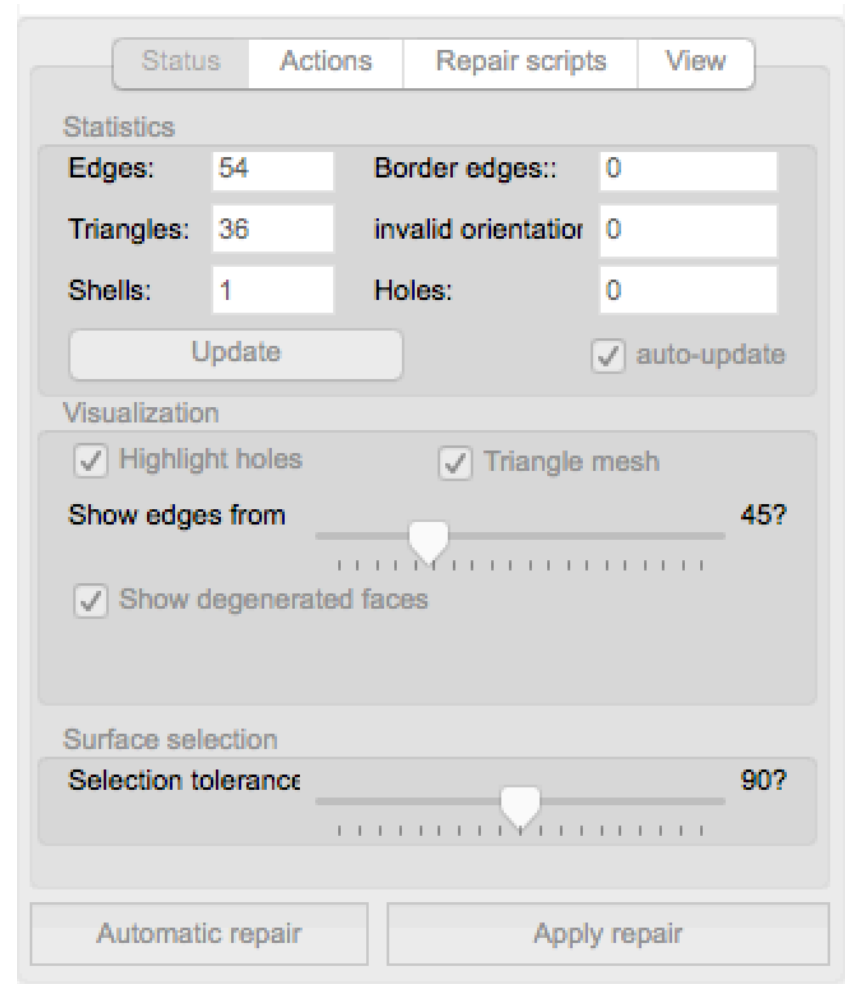 Status Actions Repair scripts View
Statistics
Edges: 54 Border edges:: 0
Triangles: 36 invalid orientatior 0
Shells: 1 Holes: 0
Update auto-update
Visualization
Highlight holes Triangle mesh
Show edges from 45?
Show degenerated faces
Surface selection
Selection tolerance 90?
Automatic repair Apply repair